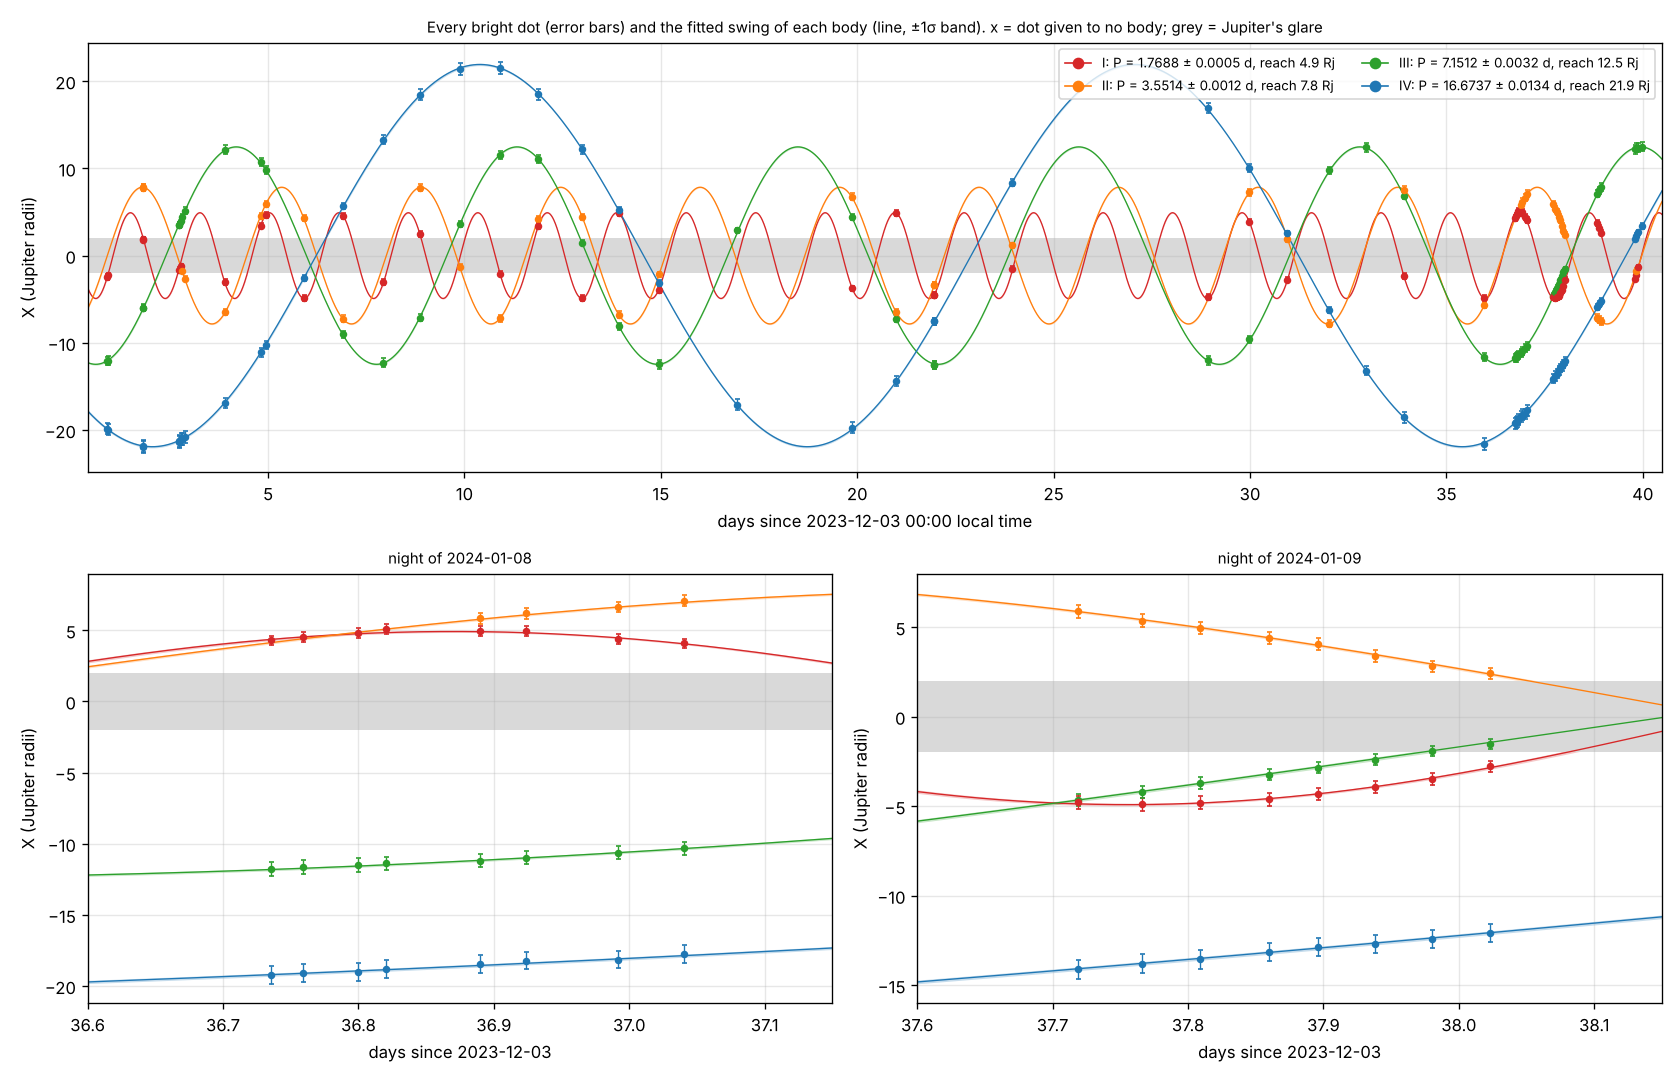 Every bright dot (error bars) and the fitted swing of each body (line, ±1σ band). x = dot given to no body; grey = Jupiter's glare
I: P = 1.7688 ± 0.0005 d, reach 4.9 Rj
II: P = 3.5514 ± 0.0012 d, reach 7.8 Rj
III: P = 7.1512 ± 0.0032 d, reach 12.5 Rj
IV: P = 16.6737 ± 0.0134 d, reach 21.9 Rj
X (Jupiter radii)
20
10
0
−10
−20
5 10 15 20 25 30 35 40
days since 2023-12-03 00:00 local time
night of 2024-01-08
X (Jupiter radii)
5
0
−5
−10
−15
−20
36.6 36.7 36.8 36.9 37.0 37.1
days since 2023-12-03
night of 2024-01-09
X (Jupiter radii)
5
0
−5
−10
−15
37.6 37.7 37.8 37.9 38.0 38.1
days since 2023-12-03